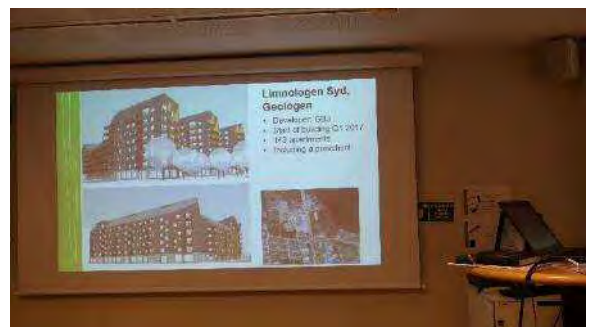 Limnologen Syd,
Geologen
• Developer: GBJ
• Start of building Q1 2017
• 143 apartments
• Including a preschool